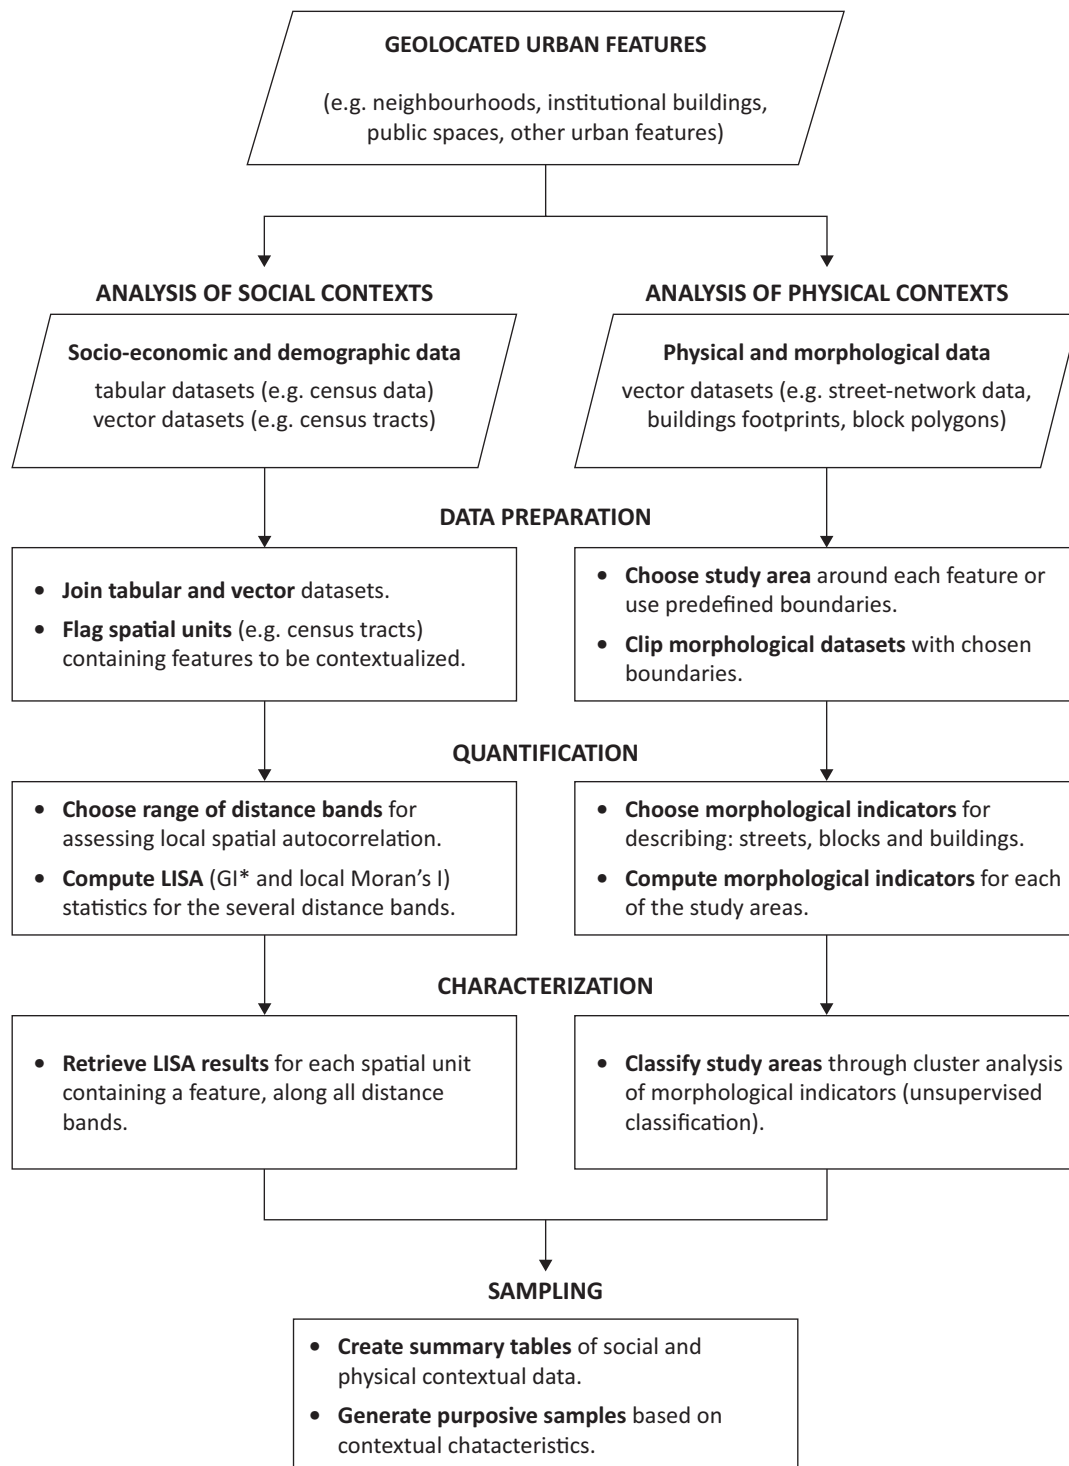 GEOLOCATED URBAN FEATURES
(e.g. neighbourhoods, institutional buildings,
public spaces, other urban features)
ANALYSIS OF SOCIAL CONTEXTS
Socio-economic and demographic data
tabular datasets (e.g. census data)
vector datasets (e.g. census tracts)
ANALYSIS OF PHYSICAL CONTEXTS
Physical and morphological data
vector datasets (e.g. street-network data,
buildings footprints, block polygons)
DATA PREPARATION
• Join tabular and vector datasets.
• Flag spatial units (e.g. census tracts)
containing features to be contextualized.
• Choose study area around each feature or
use predefined boundaries.
• Clip morphological datasets with chosen
boundaries.
QUANTIFICATION
• Choose range of distance bands for
assessing local spatial autocorrelation.
• Compute LISA (GI* and local Moran's I)
statistics for the several distance bands.
• Choose morphological indicators for
describing: streets, blocks and buildings.
• Compute morphological indicators for each
of the study areas.
CHARACTERIZATION
• Retrieve LISA results for each spatial unit
containing a feature, along all distance
bands.
• Classify study areas through cluster analysis
of morphological indicators (unsupervised
classification).
SAMPLING
• Create summary tables of social and
physical contextual data.
• Generate purposive samples based on
contextual chatacteristics.